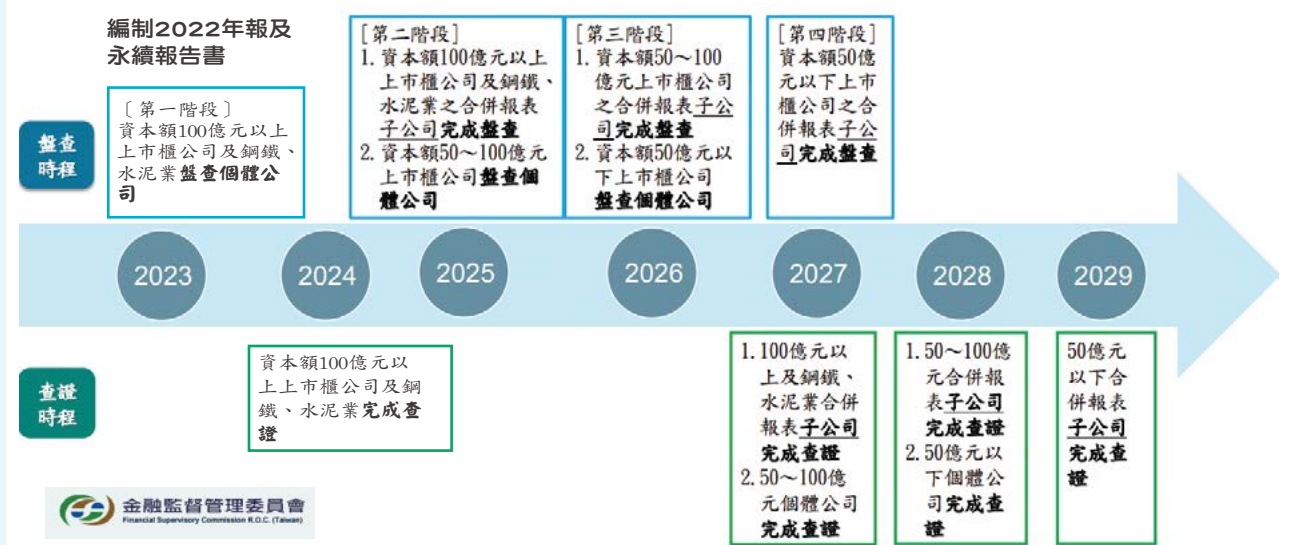 編制2022年報及
永續報告書
盤查
時程
〔第一階段〕
資本額100億元以上
上市櫃公司及鋼鐵、
水泥業盤查個體公
司
[第二階段]
1. 資本額100億元以上
上市櫃公司及鋼鐵、
水泥業之合併報表
子公司完成盤查
2. 資本額50～100億元
上市櫃公司盤查個
體公司
[第三階段]
1. 資本額50～100
億元上市櫃公司
之合併報表子公
司完成盤查
2. 資本額50億元以
下上市櫃公司
盤查個體公司
[第四階段]
資本額50億
元以下上市
櫃公司之合
併報表子公
司完成盤查
2023
2024
2025
2026
2027
2028
2029
查證
時程
資本額100億元以
上上市櫃公司及鋼
鐵、水泥業完成查
證
1.100億元以
上及鋼鐵、
水泥業合併
報表子公司
完成查證
2.50～100億
元個體公司
完成查證
1.50～100億
元合併報
表子公司
完成查證
2.50億元以
下個體公
司完成查
證
50億元
以下合
併報表
子公司
完成查
證
金融監督管理委員會
Financial Supervisory Commission R.O.C. (Taiwan)